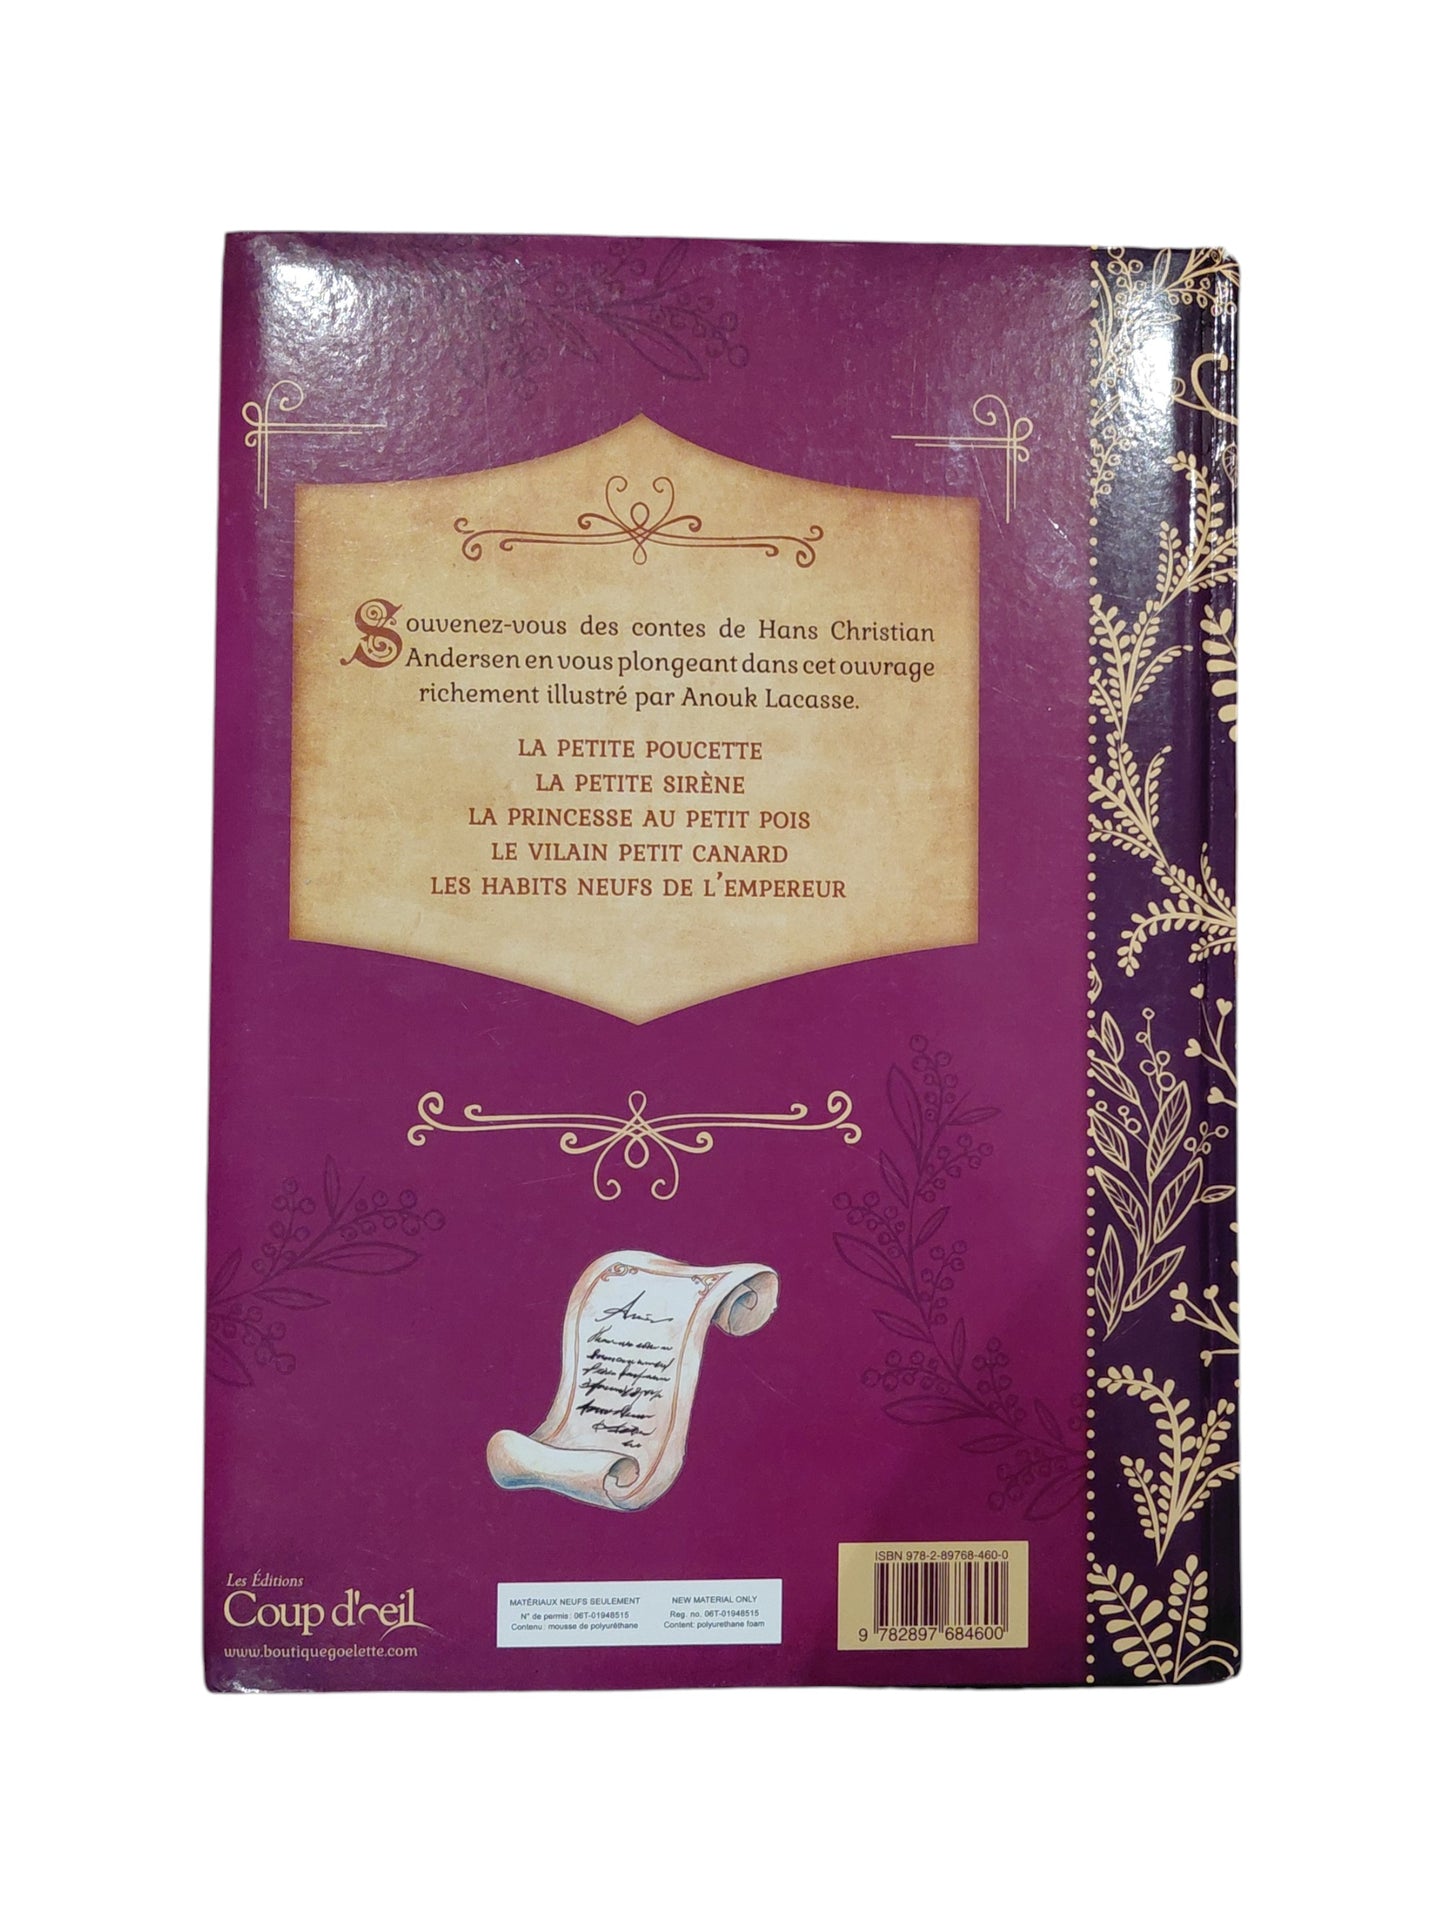 Souvenez-vous des contes de Hans Christian
Andersen en vous plongeant dans cet ouvrage
richement illustré par Anouk Lacasse.
LA PETITE POUCETTE
LA PETITE SIRÈNE
LA PRINCESSE AU PETIT POIS
LE VILAIN PETIT CANARD
LES HABITS NEUFS DE L'EMPEREUR
Les Éditions
Coup d'œil
www.boutiquegoelette.com
MATÉRIAUX NEUFS SEULEMENT
N° de permis: 06T-01948515
Contenu: mousse de polyuréthane
NEW MATERIAL ONLY
Reg. no. 06T-01948515
Content: polyurethane foam
ISBN 978-2-89768-460-0
9 782897 684600